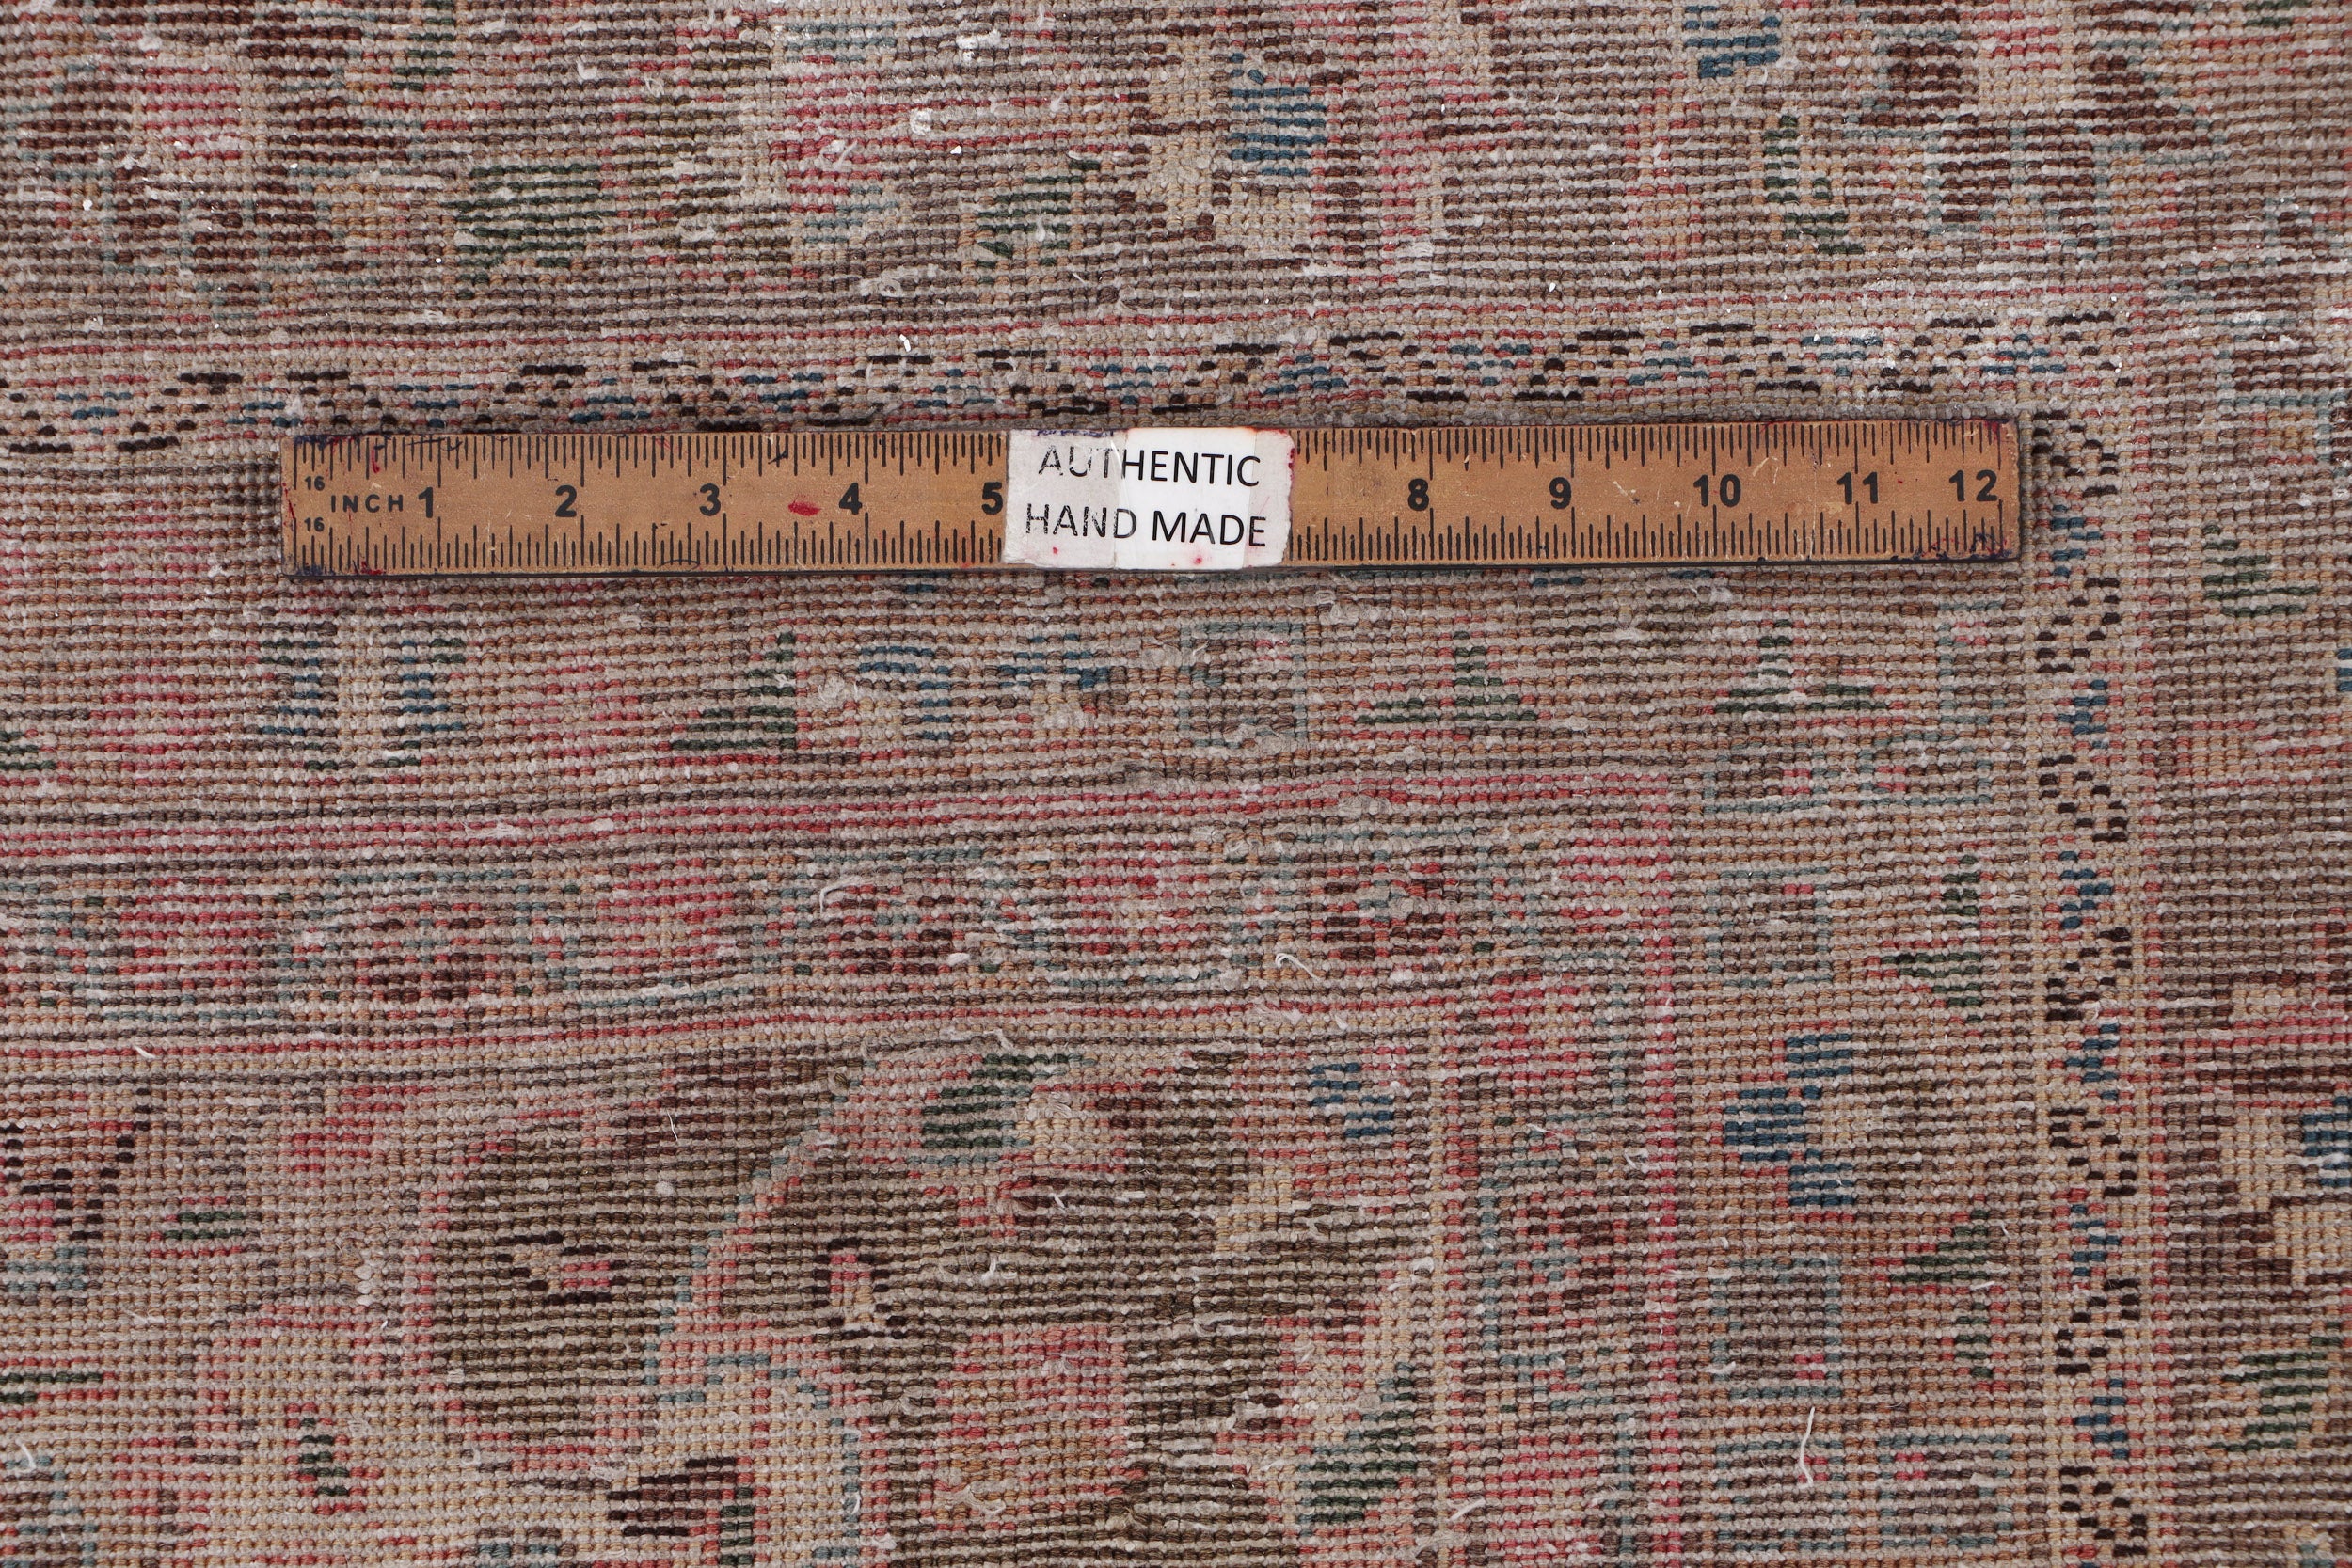 16
INCH 1 2 3 4 5 8 9 10 11 12
16
AUTHENTIC
HAND MADE